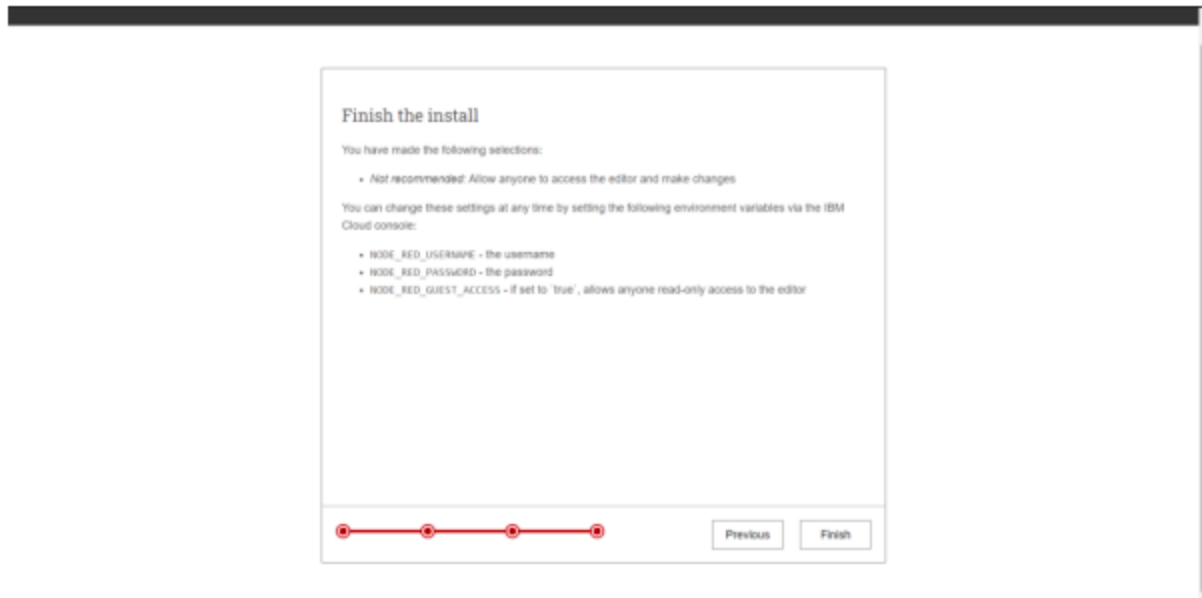 Finish the install
You have made the following selections:
• Not recommended: Allow anyone to access the editor and make changes
You can change these settings at any time by setting the following environment variables via the IBM
Cloud console:
• NODE_RED_USERNAME - the username
• NODE_RED_PASSWORD - the password
• NODE_RED_GUEST_ACCESS - if set to `true`, allows anyone read-only access to the editor
Previous Finish